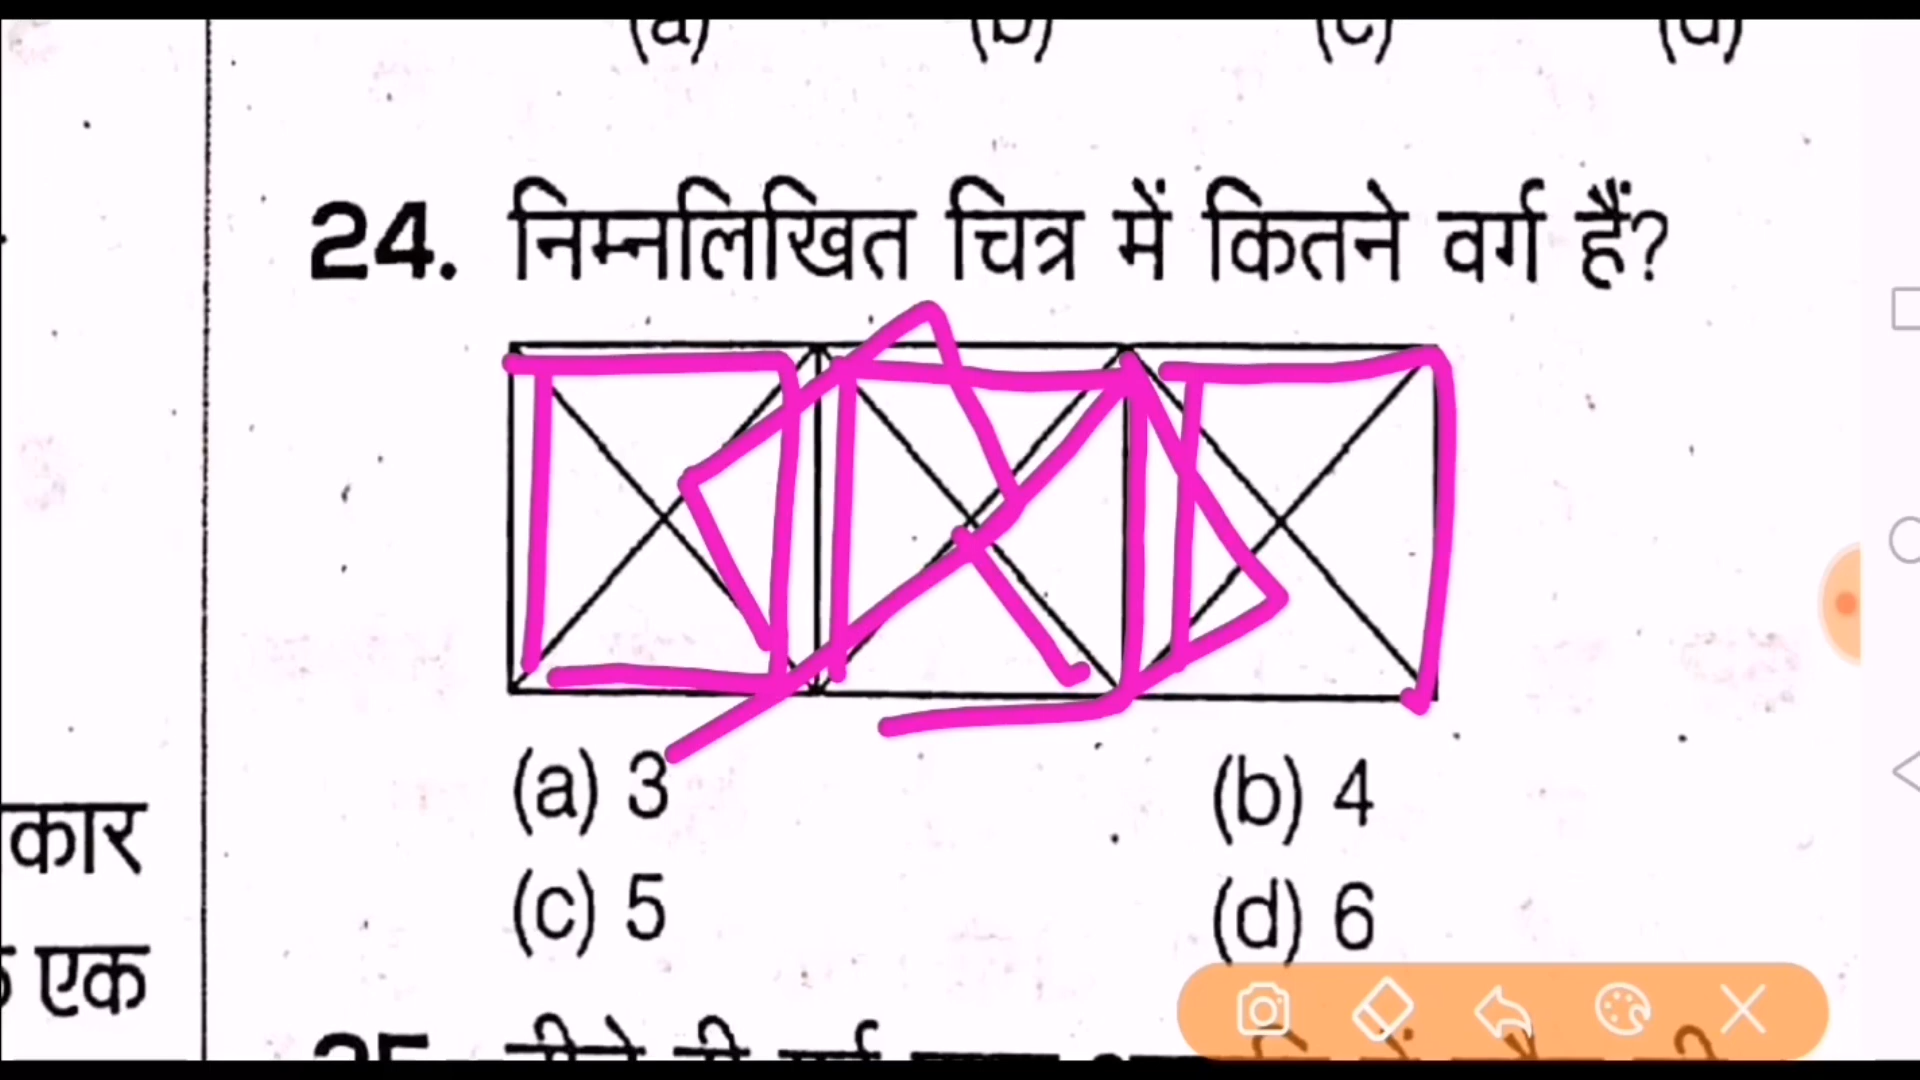 (a) (b) (c) (d)
24. निम्नलिखित चित्र में कितने वर्ग हैं?
(a) 3 (b) 4
कार
(c) 5 (d) 6
एक